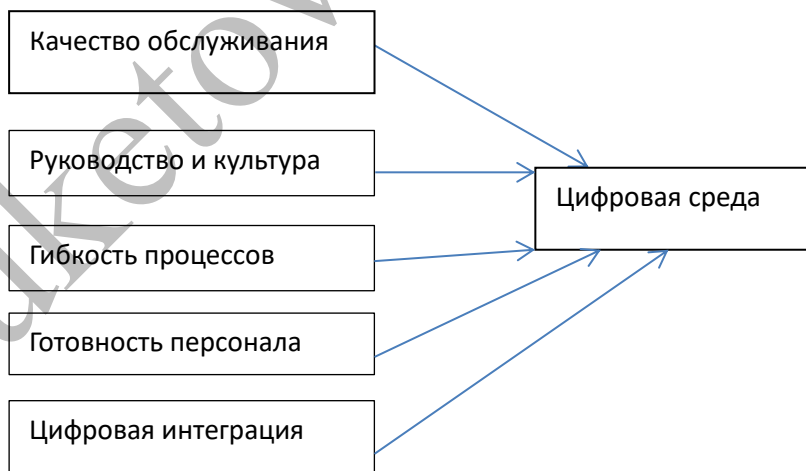 Качество обслуживания
Руководство и культура
Цифровая среда
Гибкость процессов
Готовность персонала
Цифровая интеграция